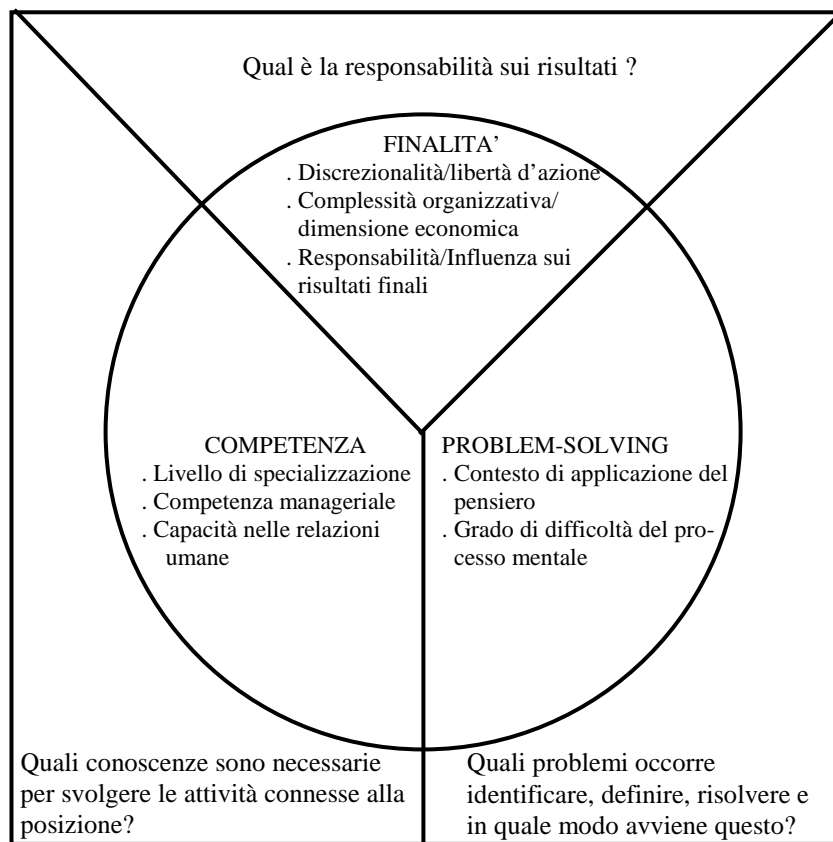 Qual è la responsabilità sui risultati ?
FINALITA’
. Discrezionalità/libertà d’azione
. Complessità organizzativa/
dimensione economica
. Responsabilità/Influenza sui
risultati finali
COMPETENZA
. Livello di specializzazione
. Competenza manageriale
. Capacità nelle relazioni
umane
PROBLEM-SOLVING
. Contesto di applicazione del
pensiero
. Grado di difficoltà del pro-
cesso mentale
Quali conoscenze sono necessarie
per svolgere le attività connesse alla
posizione?
Quali problemi occorre
identificare, definire, risolvere e
in quale modo avviene questo?